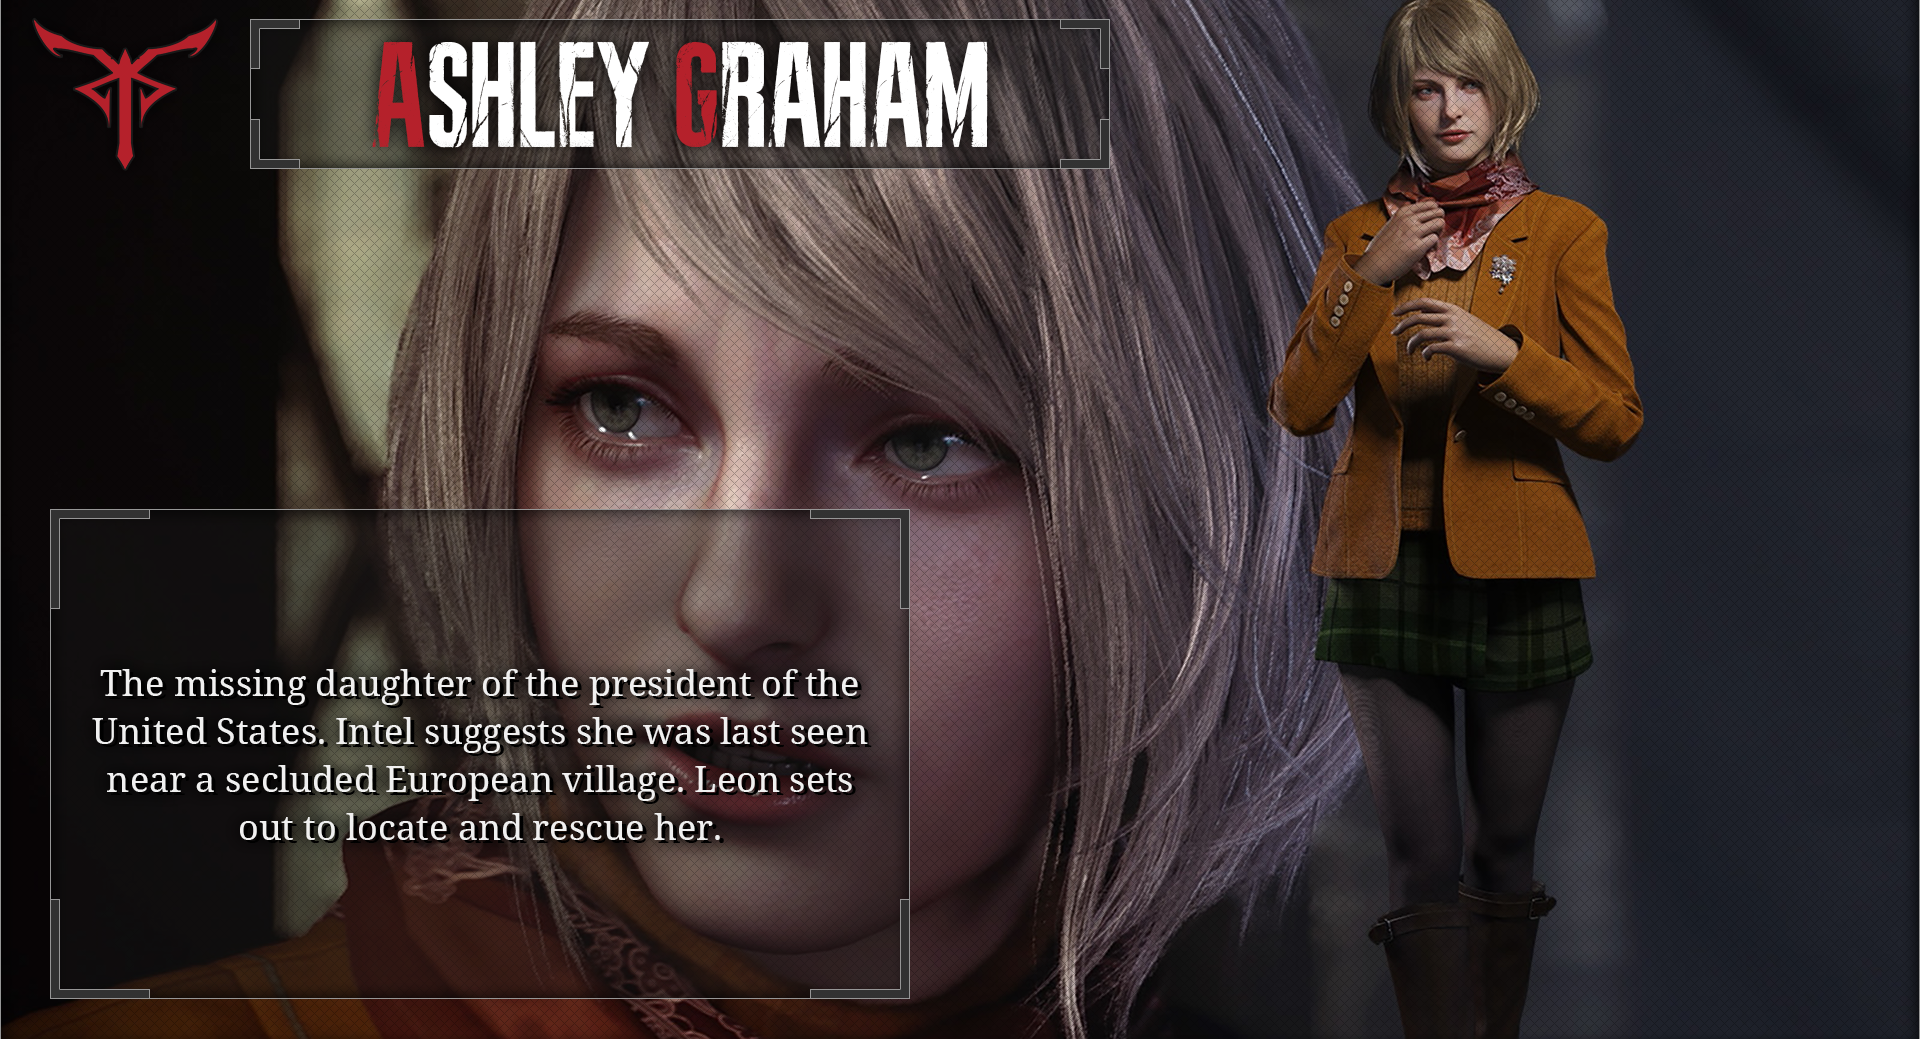 ASHLEY GRAHAM
The missing daughter of the president of the
United States. Intel suggests she was last seen
near a secluded European village. Leon sets
out to locate and rescue her.